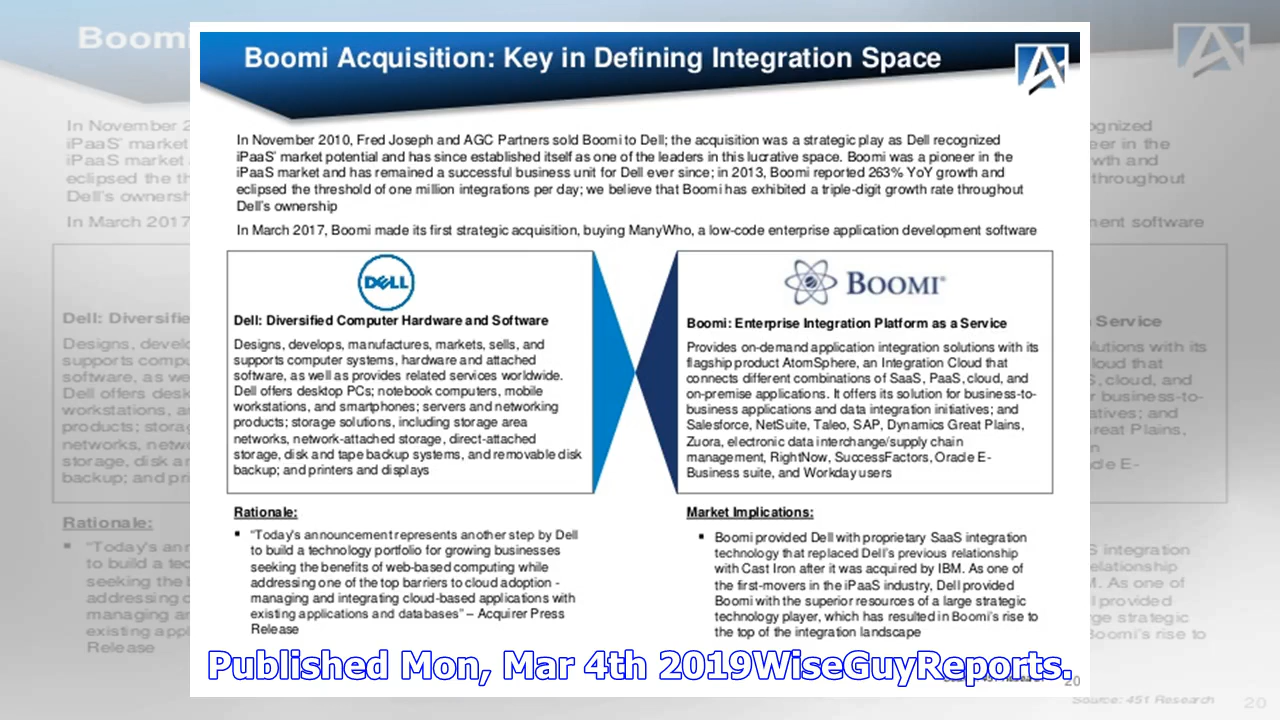 Boomi Acquisition: Key in Defining Integration Space
In November 2010, Fred Joseph and AGC Partners sold Boomi to Dell; the acquisition was a strategic play as Dell recognized
iPaaS' market potential and has since established itself as one of the leaders in this lucrative space. Boomi was a pioneer in the
iPaaS market and has remained a successful business unit for Dell ever since; in 2013, Boomi reported 263% YoY growth and
eclipsed the threshold of one million integrations per day; we believe that Boomi has exhibited a triple-digit growth rate throughout
Dell's ownership
In March 2017, Boomi made its first strategic acquisition, buying ManyWho, a low-code enterprise application development software
DELL
Dell: Diversified Computer Hardware and Software
Designs, develops, manufactures, markets, sells, and
supports computer systems, hardware and attached
software, as well as provides related services worldwide.
Dell offers desktop PCs; notebook computers, mobile
workstations, and smartphones; servers and networking
products; storage solutions, including storage area
networks, network-attached storage, direct-attached
storage, disk and tape backup systems, and removable disk
backup; and printers and displays
BOOMI®
Boomi: Enterprise Integration Platform as a Service
Provides on-demand application integration solutions with its
flagship product AtomSphere, an Integration Cloud that
connects different combinations of SaaS, PaaS, cloud, and
on-premise applications. It offers its solution for business-to-
business applications and data integration initiatives; and
Salesforce, NetSuite, Taleo, SAP, Dynamics Great Plains,
Zuora, electronic data interchange/supply chain
management, RightNow, SuccessFactors, Oracle E-
Business suite, and Workday users
Rationale:
▪ "Today's announcement represents another step by Dell
to build a technology portfolio for growing businesses
seeking the benefits of web-based computing while
addressing one of the top barriers to cloud adoption -
managing and integrating cloud-based applications with
existing applications and databases" – Acquirer Press
Release
Market Implications:
▪ Boomi provided Dell with proprietary SaaS integration
technology that replaced Dell's previous relationship
with Cast Iron after it was acquired by IBM. As one of
the first-movers in the iPaaS industry, Dell provided
Boomi with the superior resources of a large strategic
technology player, which has resulted in Boomi's rise to
the top of the integration landscape
Published Mon, Mar 4th 2019WiseGuyReports.
20
Source: 451 Research 20